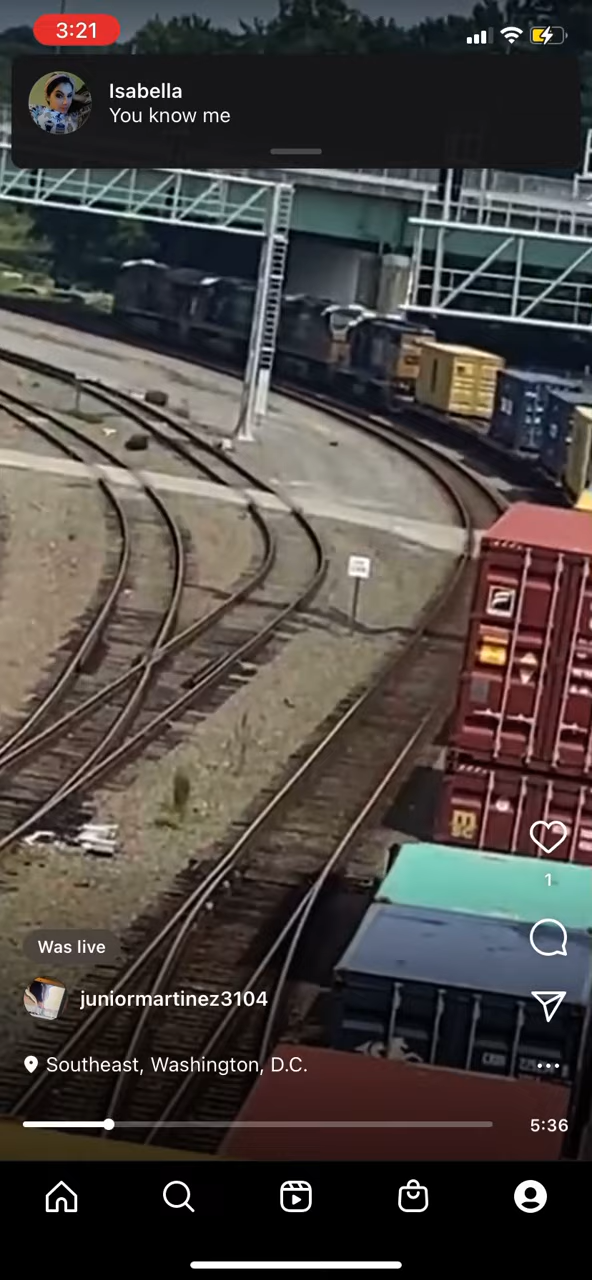 3:21
Isabella
You know me
1
Was live
juniormartinez3104
Southeast, Washington, D.C.
5:36